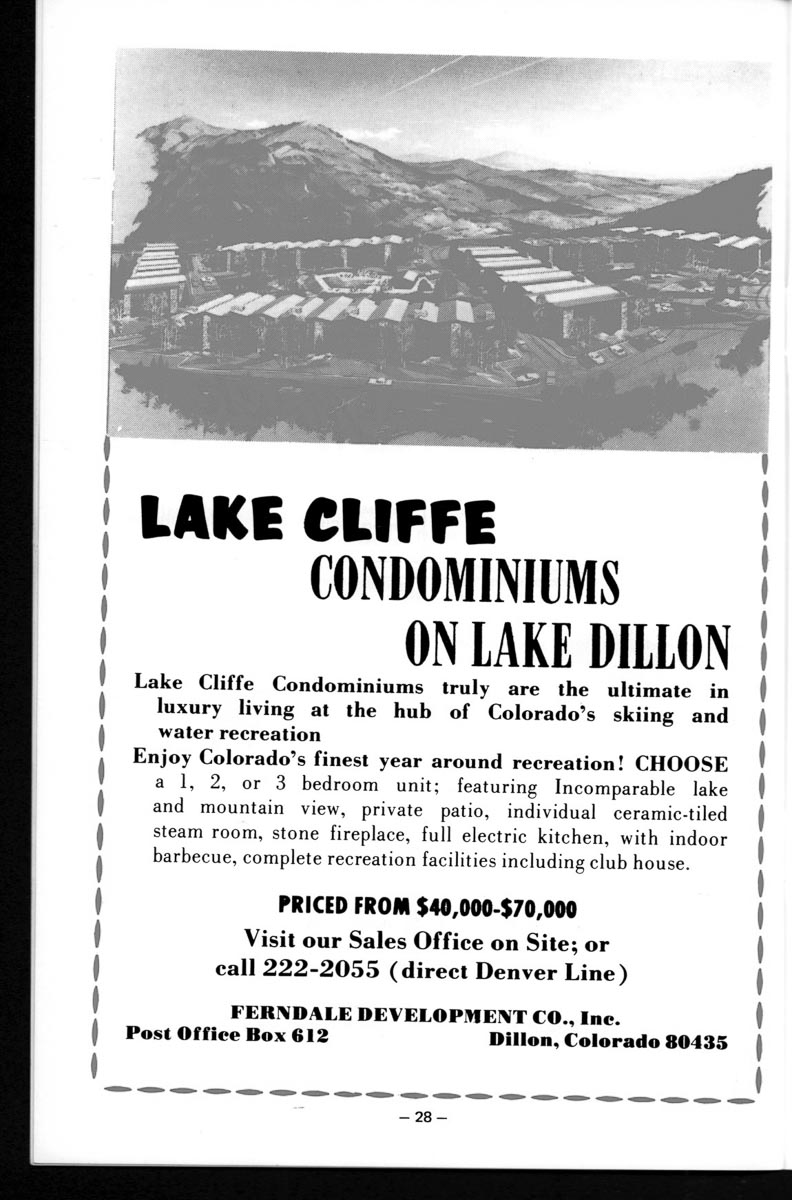 LAKE CLIFFE
CONDOMINIUMS
ON LAKE DILLON
Lake Cliffe Condominiums truly are the ultimate in
luxury living at the hub of Colorado's skiing and
water recreation
Enjoy Colorado's finest year around recreation! CHOOSE
a 1, 2, or 3 bedroom unit; featuring Incomparable lake
and mountain view, private patio, individual ceramic-tiled
steam room, stone fireplace, full electric kitchen, with indoor
barbecue, complete recreation facilities including club house.
PRICED FROM $40,000-$70,000
Visit our Sales Office on Site; or
call 222-2055 (direct Denver Line)
FERNDALE DEVELOPMENT CO., Inc.
Post Office Box 612 Dillon, Colorado 80435
— 28 —